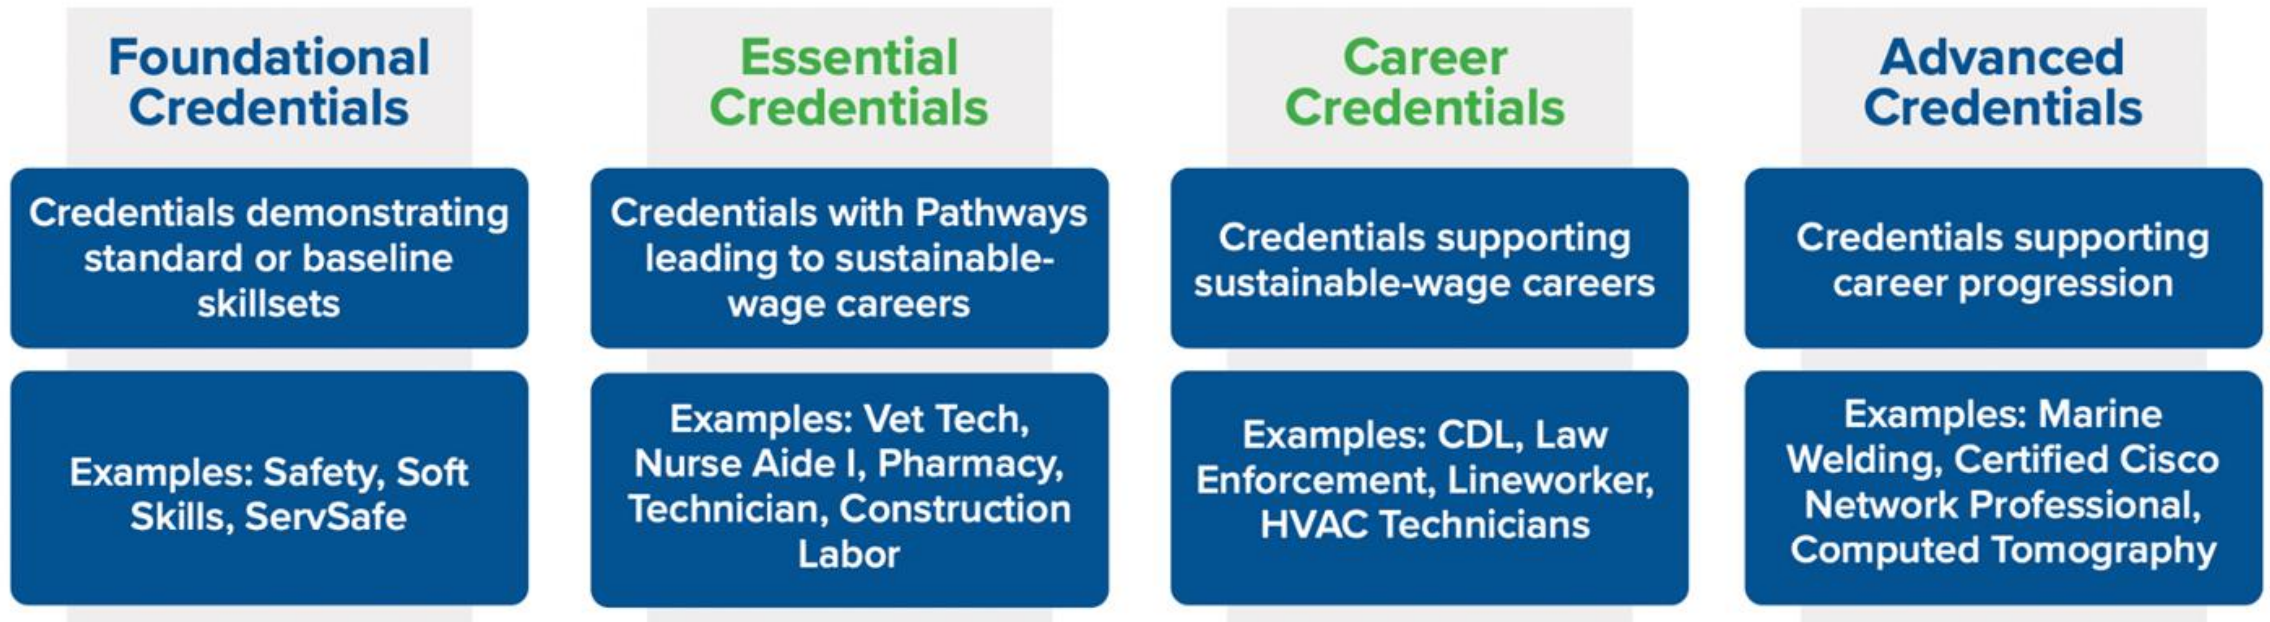 Foundational
Credentials
Credentials demonstrating
standard or baseline
skillsets
Examples: Safety, Soft
Skills, ServSafe
Essential
Credentials
Credentials with Pathways
leading to sustainable-
wage careers
Examples: Vet Tech,
Nurse Aide I, Pharmacy,
Technician, Construction
Labor
Career
Credentials
Credentials supporting
sustainable-wage careers
Examples: CDL, Law
Enforcement, Lineworker,
HVAC Technicians
Advanced
Credentials
Credentials supporting
career progression
Examples: Marine
Welding, Certified Cisco
Network Professional,
Computed Tomography